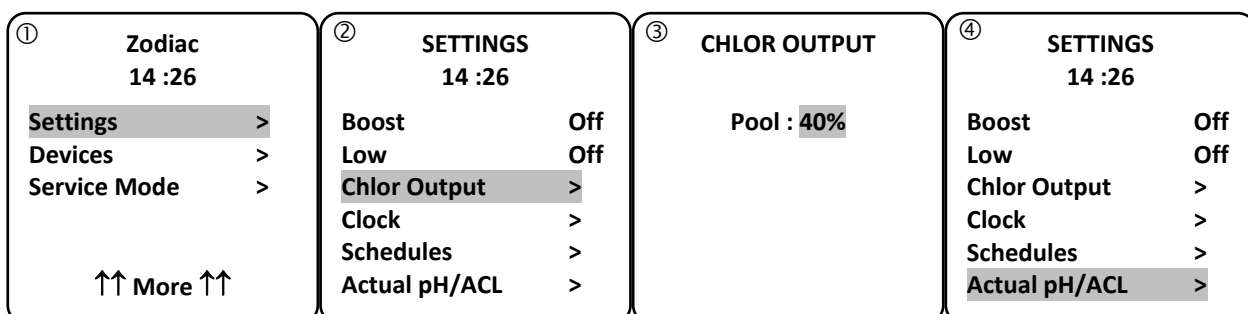 ①
Zodiac
14 :26
Settings >
Devices >
Service Mode >
↑↑ More ↑↑
②
SETTINGS
14 :26
Boost Off
Low Off
Chlor Output >
Clock >
Schedules >
Actual pH/ACL >
③
CHLOR OUTPUT
Pool : 40%
④
SETTINGS
14 :26
Boost Off
Low Off
Chlor Output >
Clock >
Schedules >
Actual pH/ACL >